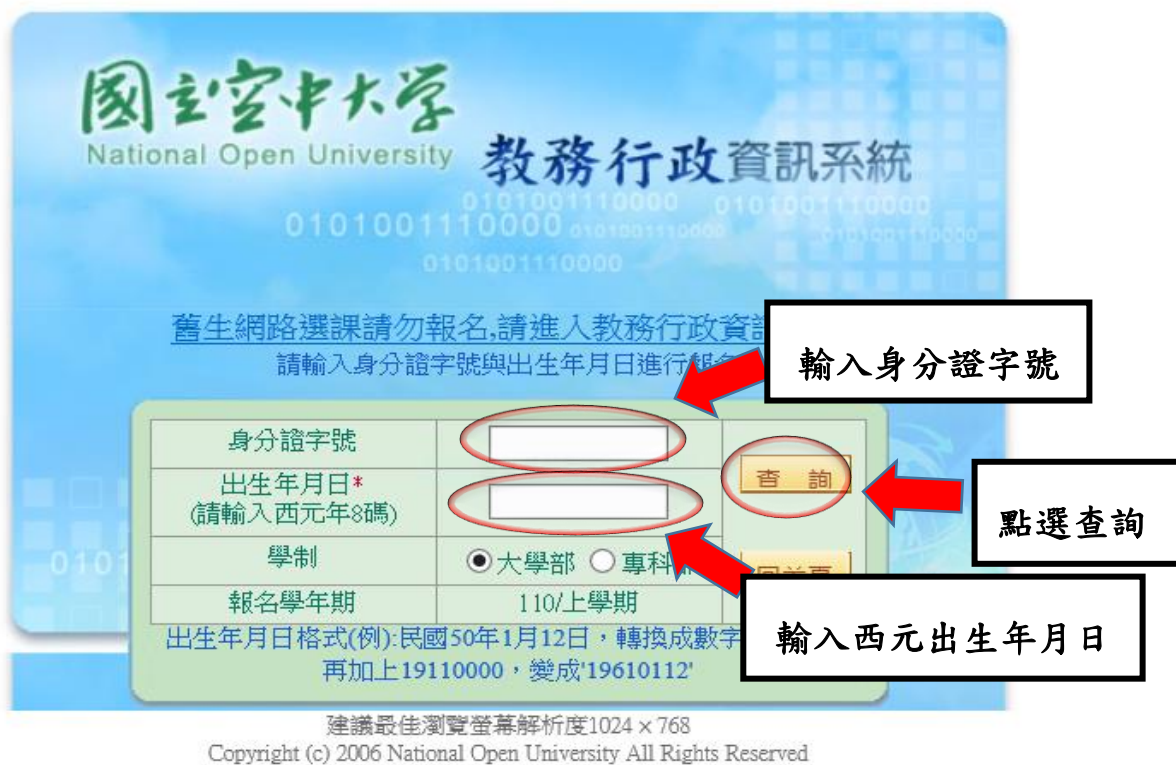 國立空中大学
National Open University
教務行政資訊系統
0101001110000 0101001110000
0101001110000 0101001110000 0101001110000
0101001110000
舊生網路選課請勿報名,請進入教務行政資
請輸入身分證字號與出生年月日進行報名
輸入身分證字號
身分證字號
查 詢
出生年月日*
(請輸入西元年8碼)
點選查詢
學制
大學部 專科
0101
報名學年期
110/上學期
輸入西元出生年月日
出生年月日格式(例):民國50年1月12日，轉換成數字
再加上19110000，變成'19610112'
建議最佳瀏覽螢幕解析度1024×768
Copyright (c) 2006 National Open University All Rights Reserved